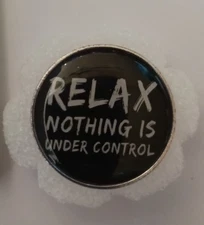 RELAX
NOTHING IS
UNDER CONTROL